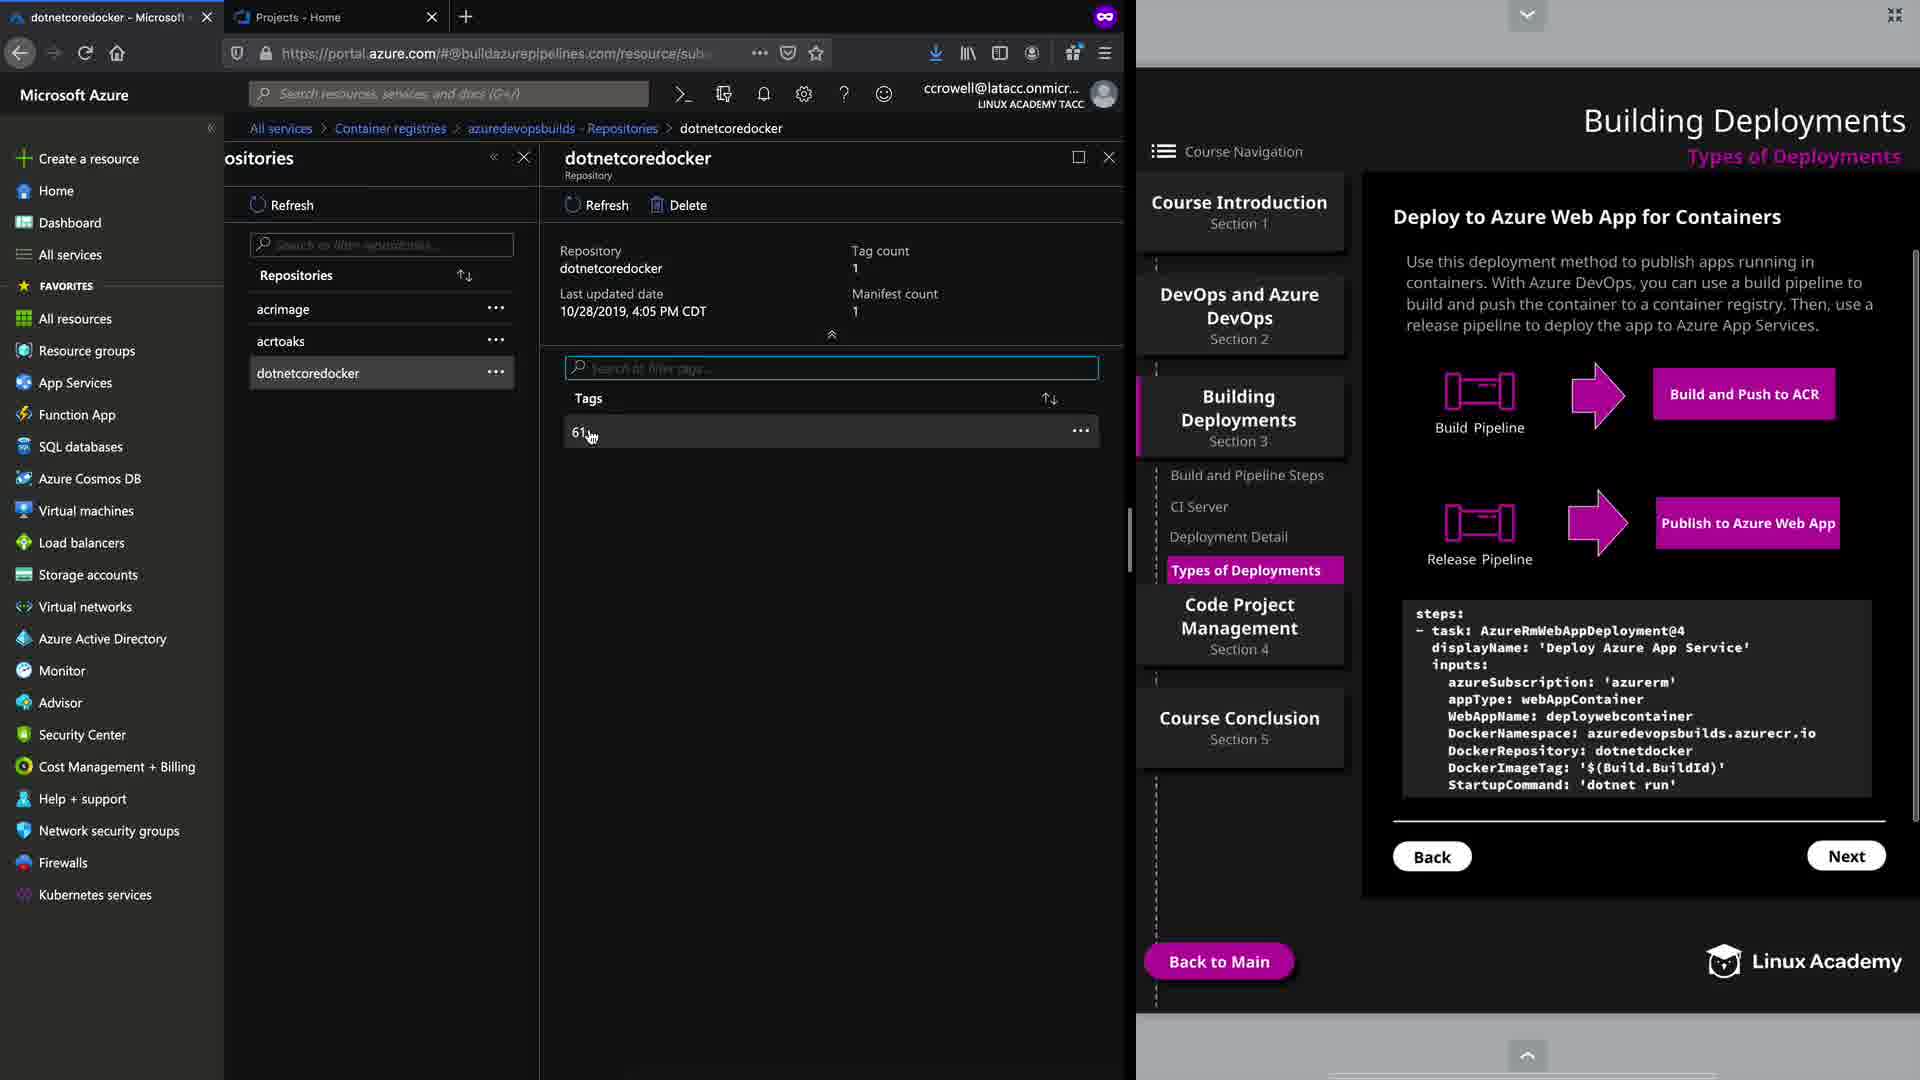 dotnetcoredocker - Microsoft
Projects - Home
https://portal.azure.com/#@buildazurepipelines.com/resource/sub
Microsoft Azure
Search resources, services, and docs (G+/)
ccrowell@latacc.onmicr...
LINUX ACADEMY TACC
All services > Container registries > azuredevopsbuilds - Repositories > dotnetcoredocker
Create a resource
Home
Dashboard
All services
FAVORITES
All resources
Resource groups
App Services
Function App
SQL databases
Azure Cosmos DB
Virtual machines
Load balancers
Storage accounts
Virtual networks
Azure Active Directory
Monitor
Advisor
Security Center
Cost Management + Billing
Help + support
Network security groups
Firewalls
Kubernetes services
ositories
Refresh
Search to filter repositories...
Repositories
acrimage
acrtoaks
dotnetcoredocker
dotnetcoredocker
Repository
Refresh
Delete
Repository
dotnetcoredocker
Tag count
1
Last updated date
10/28/2019, 4:05 PM CDT
Manifest count
1
Search to filter tags...
Tags
61
Building Deployments
Types of Deployments
Course Navigation
Course Introduction
Section 1
DevOps and Azure
DevOps
Section 2
Building
Deployments
Section 3
Build and Pipeline Steps
CI Server
Deployment Detail
Types of Deployments
Code Project
Management
Section 4
Course Conclusion
Section 5
Back to Main
Deploy to Azure Web App for Containers
Use this deployment method to publish apps running in
containers. With Azure DevOps, you can use a build pipeline to
build and push the container to a container registry. Then, use a
release pipeline to deploy the app to Azure App Services.
Build Pipeline
Build and Push to ACR
Release Pipeline
Publish to Azure Web App
steps:
- task: AzureRmWebAppDeployment@4
displayName: 'Deploy Azure App Service'
inputs:
azureSubscription: 'azurerm'
appType: webAppContainer
WebAppName: deploywebcontainer
DockerNamespace: azuredevopsbuilds.azurecr.io
DockerRepository: dotnetdocker
DockerImageTag: '$(Build.BuildId)'
StartupCommand: 'dotnet run'
Back
Next
Linux Academy